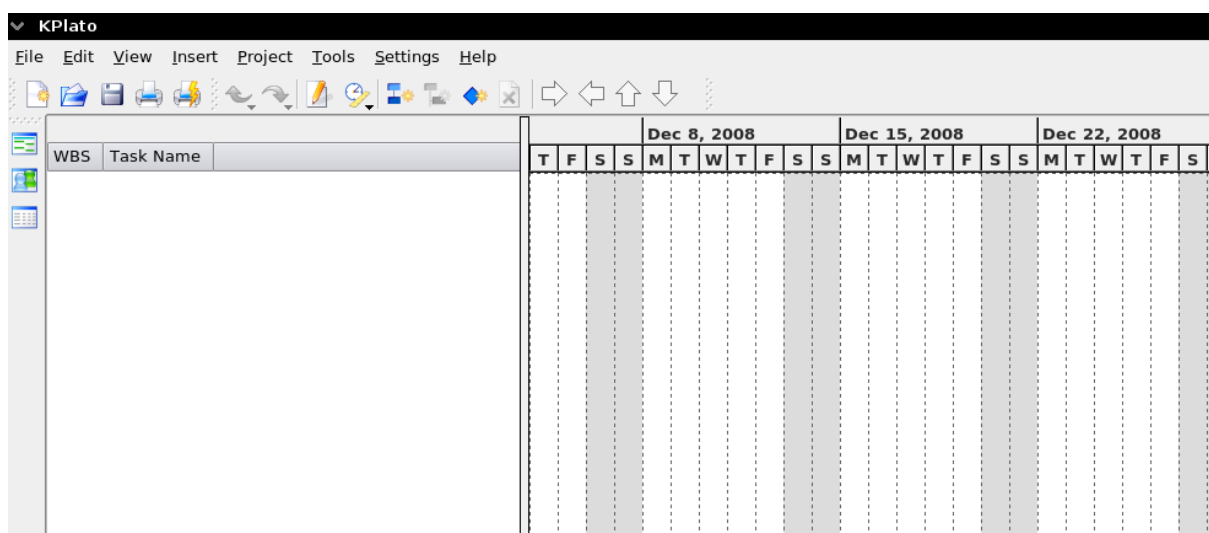 KPlato
File Edit View Insert Project Tools Settings Help
Dec 8, 2008 Dec 15, 2008 Dec 22, 2008
WBS Task Name
T F S S M T W T F S S M T W T F S S M T W T F S